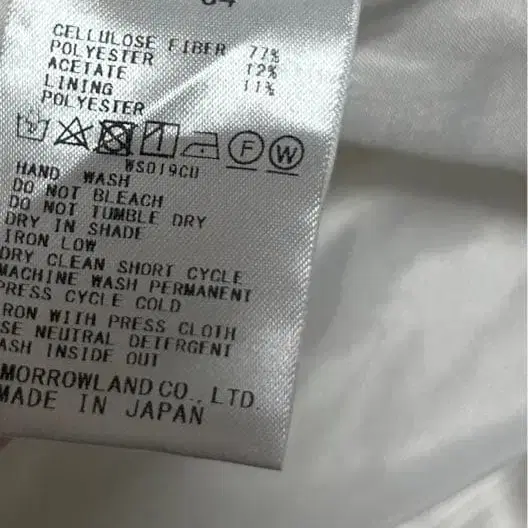 CELLULOSE FIBER 77%
POLYESTER 12%
ACETATE 11%
LINING
POLYESTER
F W
WS019CU
HAND WASH
DO NOT BLEACH
DO NOT TUMBLE DRY
DRY IN SHADE
IRON LOW
DRY CLEAN SHORT CYCLE
MACHINE WASH PERMANENT
PRESS CYCLE COLD
RON WITH PRESS CLOTH
SE NEUTRAL DETERGENT
ASH INSIDE OUT
MORROWLAND CO., LTD.
MADE IN JAPAN